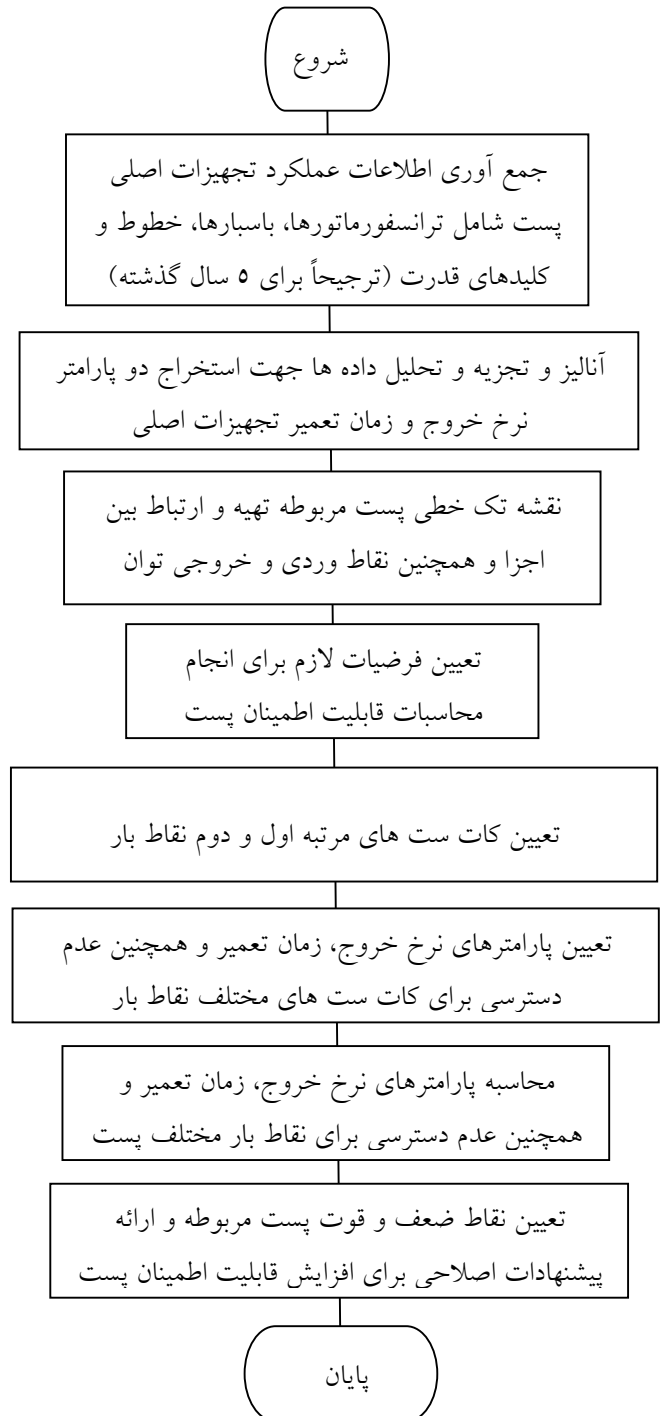 شروع
جمع آوری اطلاعات عملکرد تجهیزات اصلی
پست شامل ترانسفورماتورها، باسبارها، خطوط و
کلیدهای قدرت (ترجیحاً برای ۵ سال گذشته)
آنالیز و تجزیه و تحلیل داده ها جهت استخراج دو پارامتر
نرخ خروج و زمان تعمیر تجهیزات اصلی
نقشه تک خطی پست مربوطه تهیه و ارتباط بین
اجزا و همچنین نقاط وردی و خروجی توان
تعیین فرضیات لازم برای انجام
محاسبات قابلیت اطمینان پست
تعیین کات ست های مرتبه اول و دوم نقاط بار
تعیین پارامترهای نرخ خروج، زمان تعمیر و همچنین عدم
دسترسی برای کات ست های مختلف نقاط بار
محاسبه پارامترهای نرخ خروج، زمان تعمیر و
همچنین عدم دسترسی برای نقاط بار مختلف پست
تعیین نقاط ضعف و قوت پست مربوطه و ارائه
پیشنهادات اصلاحی برای افزایش قابلیت اطمینان پست
پایان